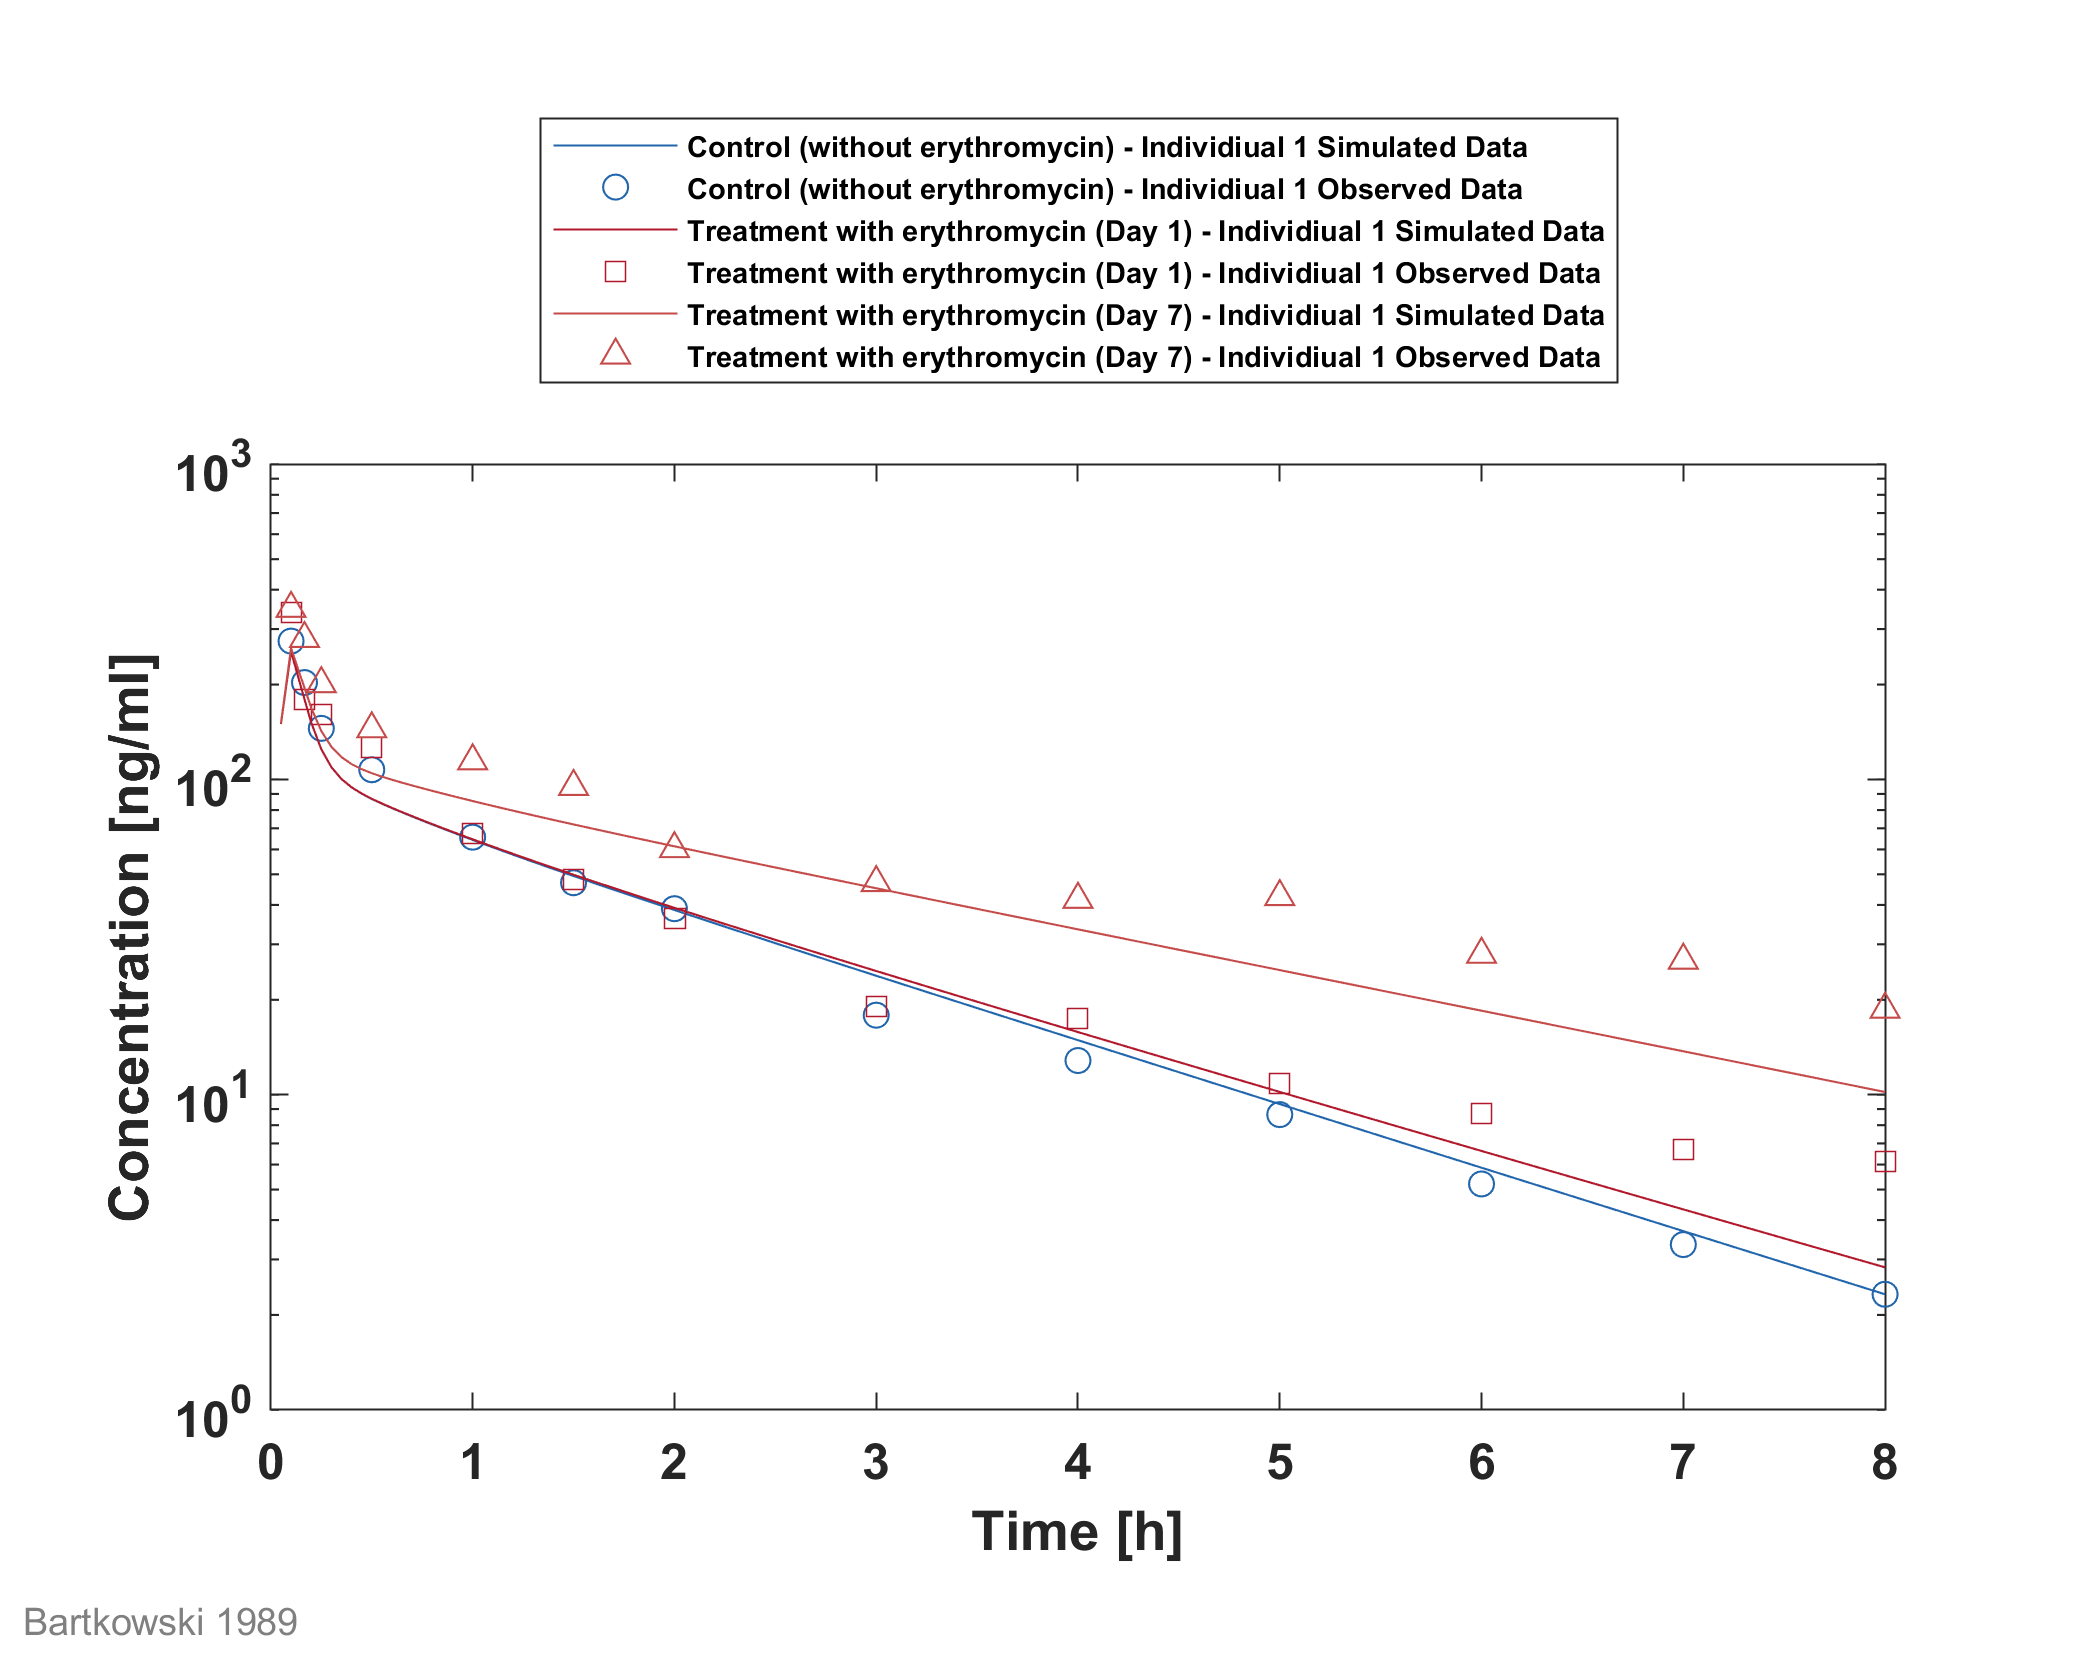 Control (without erythromycin) - Individiual 1 Simulated Data
Control (without erythromycin) - Individiual 1 Observed Data
Treatment with erythromycin (Day 1) - Individiual 1 Simulated Data
Treatment with erythromycin (Day 1) - Individiual 1 Observed Data
Treatment with erythromycin (Day 7) - Individiual 1 Simulated Data
Treatment with erythromycin (Day 7) - Individiual 1 Observed Data
10³
10²
10¹
10⁰
Concentration [ng/ml]
0 1 2 3 4 5 6 7 8
Time [h]
Bartkowski 1989